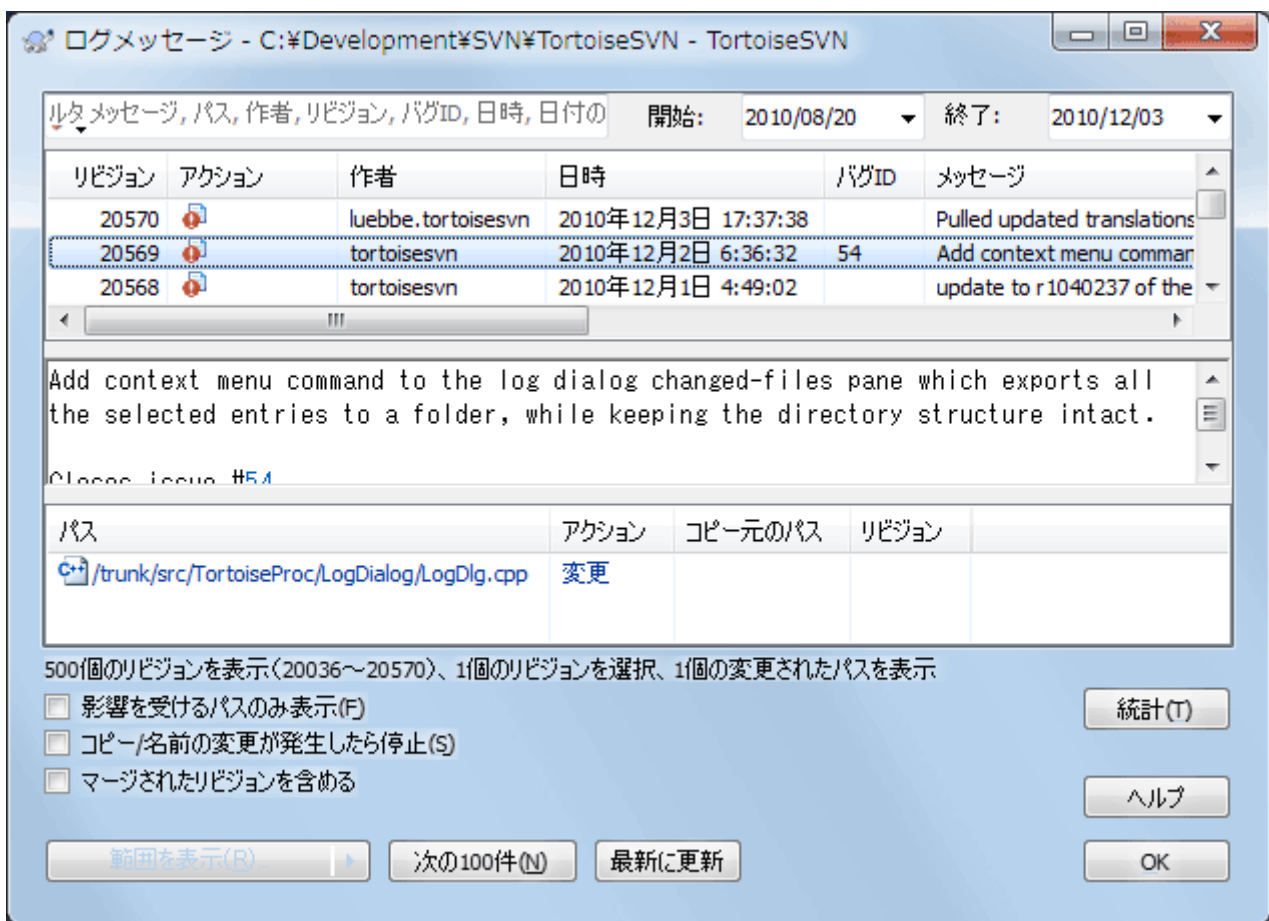 ログメッセージ - C:¥Development¥SVN¥TortoiseSVN - TortoiseSVN
ルタ メッセージ, パス, 作者, リビジョン, バグID, 日時, 日付の 開始: 2010/08/20 終了: 2010/12/03
リビジョン アクション 作者 日時 バグID メッセージ
20570 luebbe.tortoisesvn 2010年12月3日 17:37:38 Pulled updated translations
20569 tortoisesvn 2010年12月2日 6:36:32 54 Add context menu comman
20568 tortoisesvn 2010年12月1日 4:49:02 update to r1040237 of the
Add context menu command to the log dialog changed-files pane which exports all
the selected entries to a folder, while keeping the directory structure intact.
Closes issue #54
パス アクション コピー元のパス リビジョン
C++ /trunk/src/TortoiseProc/LogDialog/LogDlg.cpp 変更
500個のリビジョンを表示(20036～20570)、1個のリビジョンを選択、1個の変更されたパスを表示
影響を受けるパスのみ表示(F) 統計(T)
コピー/名前の変更が発生したら停止(S)
マージされたリビジョンを含める
ヘルプ
範囲を表示(R)... 次の100件(N) 最新に更新 OK